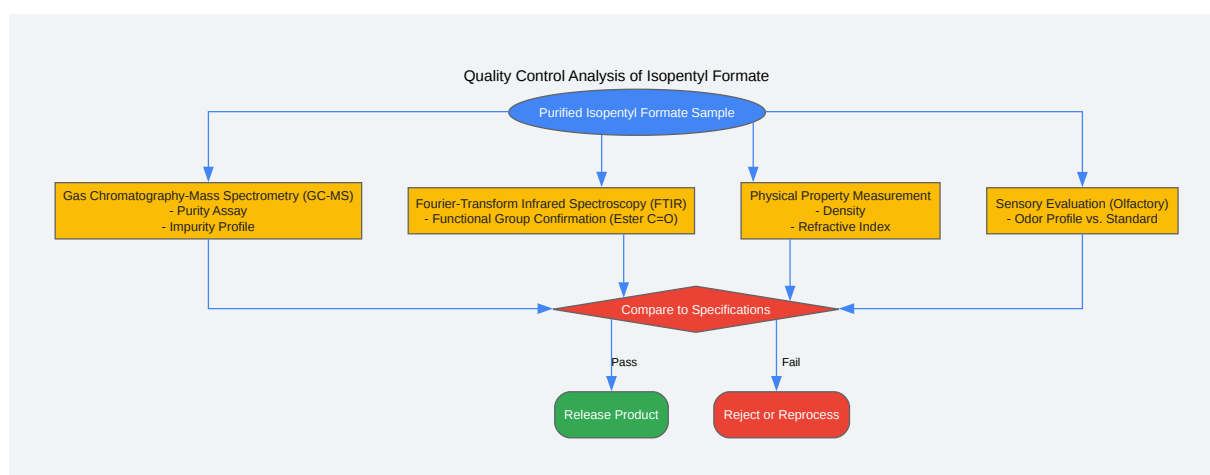 Quality Control Analysis of Isopentyl Formate
Purified Isopentyl Formate Sample
Gas Chromatography-Mass Spectrometry (GC-MS)
- Purity Assay
- Impurity Profile
Fourier-Transform Infrared Spectroscopy (FTIR)
- Functional Group Confirmation (Ester C=O)
Physical Property Measurement
- Density
- Refractive Index
Sensory Evaluation (Olfactory)
- Odor Profile vs. Standard
Compare to Specifications
Pass
Fail
Release Product
Reject or Reprocess